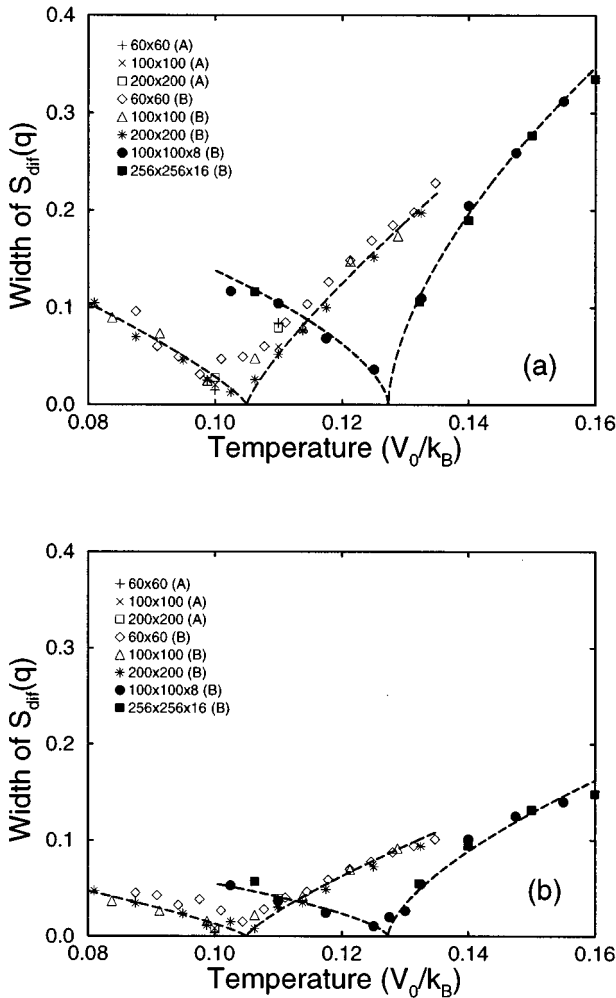 0.4
0.3
0.2
0.1
0.0
Width of S_dif(q)
+ 60x60 (A)
× 100x100 (A)
□ 200x200 (A)
◇ 60x60 (B)
△ 100x100 (B)
* 200x200 (B)
● 100x100x8 (B)
■ 256x256x16 (B)
(a)
0.08 0.10 0.12 0.14 0.16
Temperature (V_0/k_B)
0.4
0.3
0.2
0.1
0.0
Width of S_dif(q)
+ 60x60 (A)
× 100x100 (A)
□ 200x200 (A)
◇ 60x60 (B)
△ 100x100 (B)
* 200x200 (B)
● 100x100x8 (B)
■ 256x256x16 (B)
(b)
0.08 0.10 0.12 0.14 0.16
Temperature (V_0/k_B)